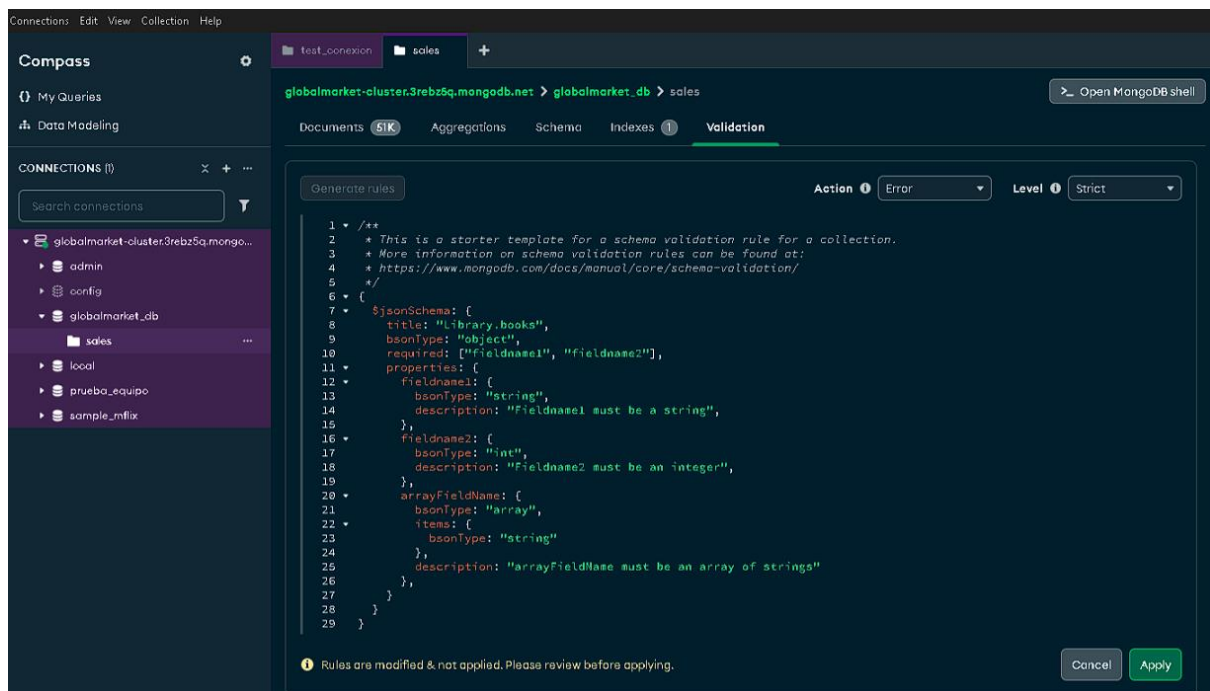 Connections Edit View Collection Help
Compass
My Queries
Data Modeling
CONNECTIONS (1)
Search connections
globalmarket-cluster.3rebz5q.mongo...
admin
config
globalmarket_db
sales
local
prueba_equipo
sample_mflix
test_conexion sales
globalmarket-cluster.3rebz5q.mongodb.net > globalmarket_db > sales
>_ Open MongoDB shell
Documents 51K Aggregations Schema Indexes 1 Validation
Generate rules Action Error Level Strict
1 /**
2 * This is a starter template for a schema validation rule for a collection.
3 * More information on schema validation rules can be found at:
4 * https://www.mongodb.com/docs/manual/core/schema-validation/
5 */
6 {
7 $jsonSchema: {
8 title: "Library.books",
9 bsonType: "object",
10 required: ["fieldname1", "fieldname2"],
11 properties: {
12 fieldname1: {
13 bsonType: "string",
14 description: "Fieldname1 must be a string",
15 },
16 fieldname2: {
17 bsonType: "int",
18 description: "Fieldname2 must be an integer",
19 },
20 arrayFieldName: {
21 bsonType: "array",
22 items: {
23 bsonType: "string"
24 },
25 description: "arrayFieldName must be an array of strings"
26 },
27 }
28 }
29 }
Rules are modified & not applied. Please review before applying.
Cancel Apply